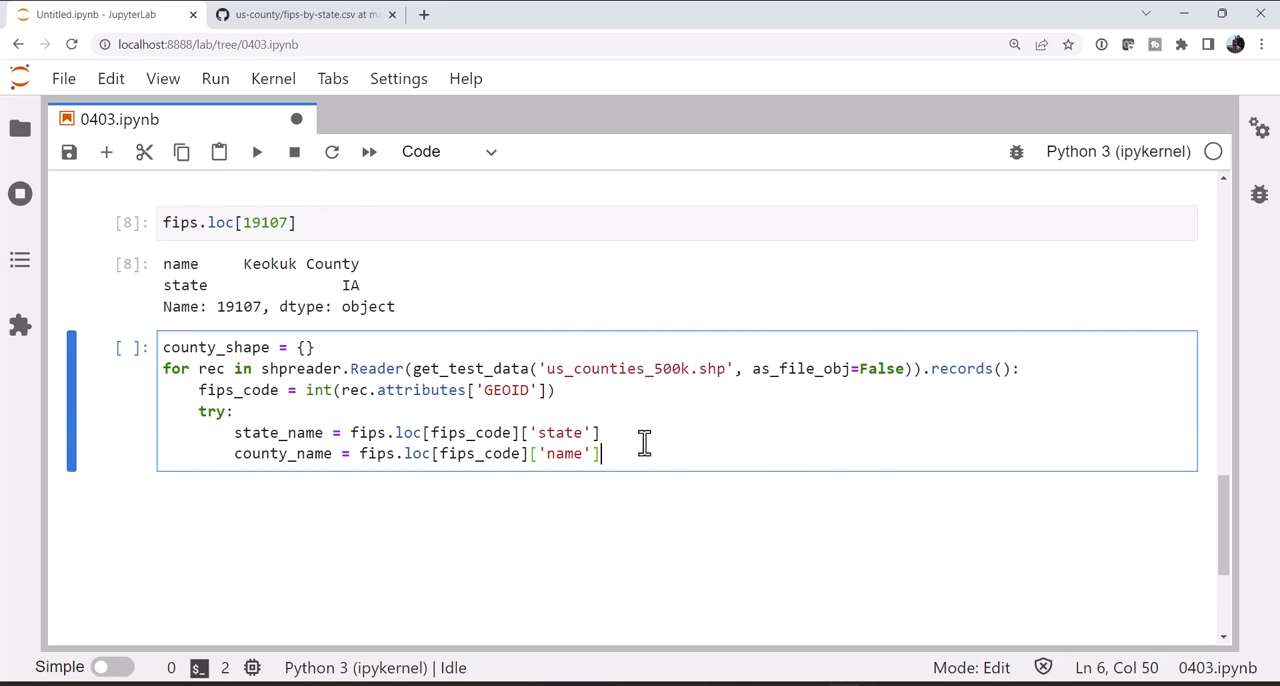 Untitled.ipynb - JupyterLab
us-county/fips-by-state.csv at ma
localhost:8888/lab/tree/0403.ipynb
File Edit View Run Kernel Tabs Settings Help
0403.ipynb
Code
Python 3 (ipykernel)
[8]: fips.loc[19107]
[8]: name Keokuk County
state IA
Name: 19107, dtype: object
[ ]: county_shape = {}
for rec in shpreader.Reader(get_test_data('us_counties_500k.shp', as_file_obj=False)).records():
fips_code = int(rec.attributes['GEOID'])
try:
state_name = fips.loc[fips_code]['state']
county_name = fips.loc[fips_code]['name']
Simple 0 $_ 2 Python 3 (ipykernel) | Idle Mode: Edit Ln 6, Col 50 0403.ipynb